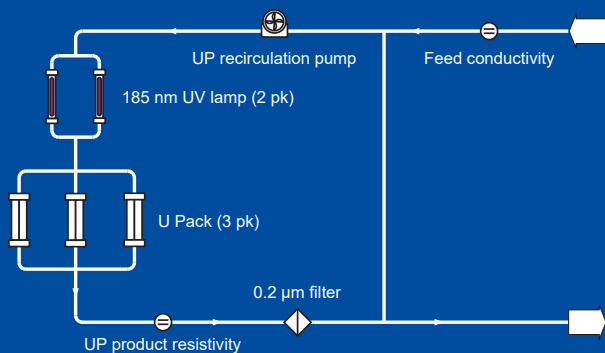 UP recirculation pump
Feed conductivity
185 nm UV lamp (2 pk)
U Pack (3 pk)
0.2 µm filter
UP product resistivity